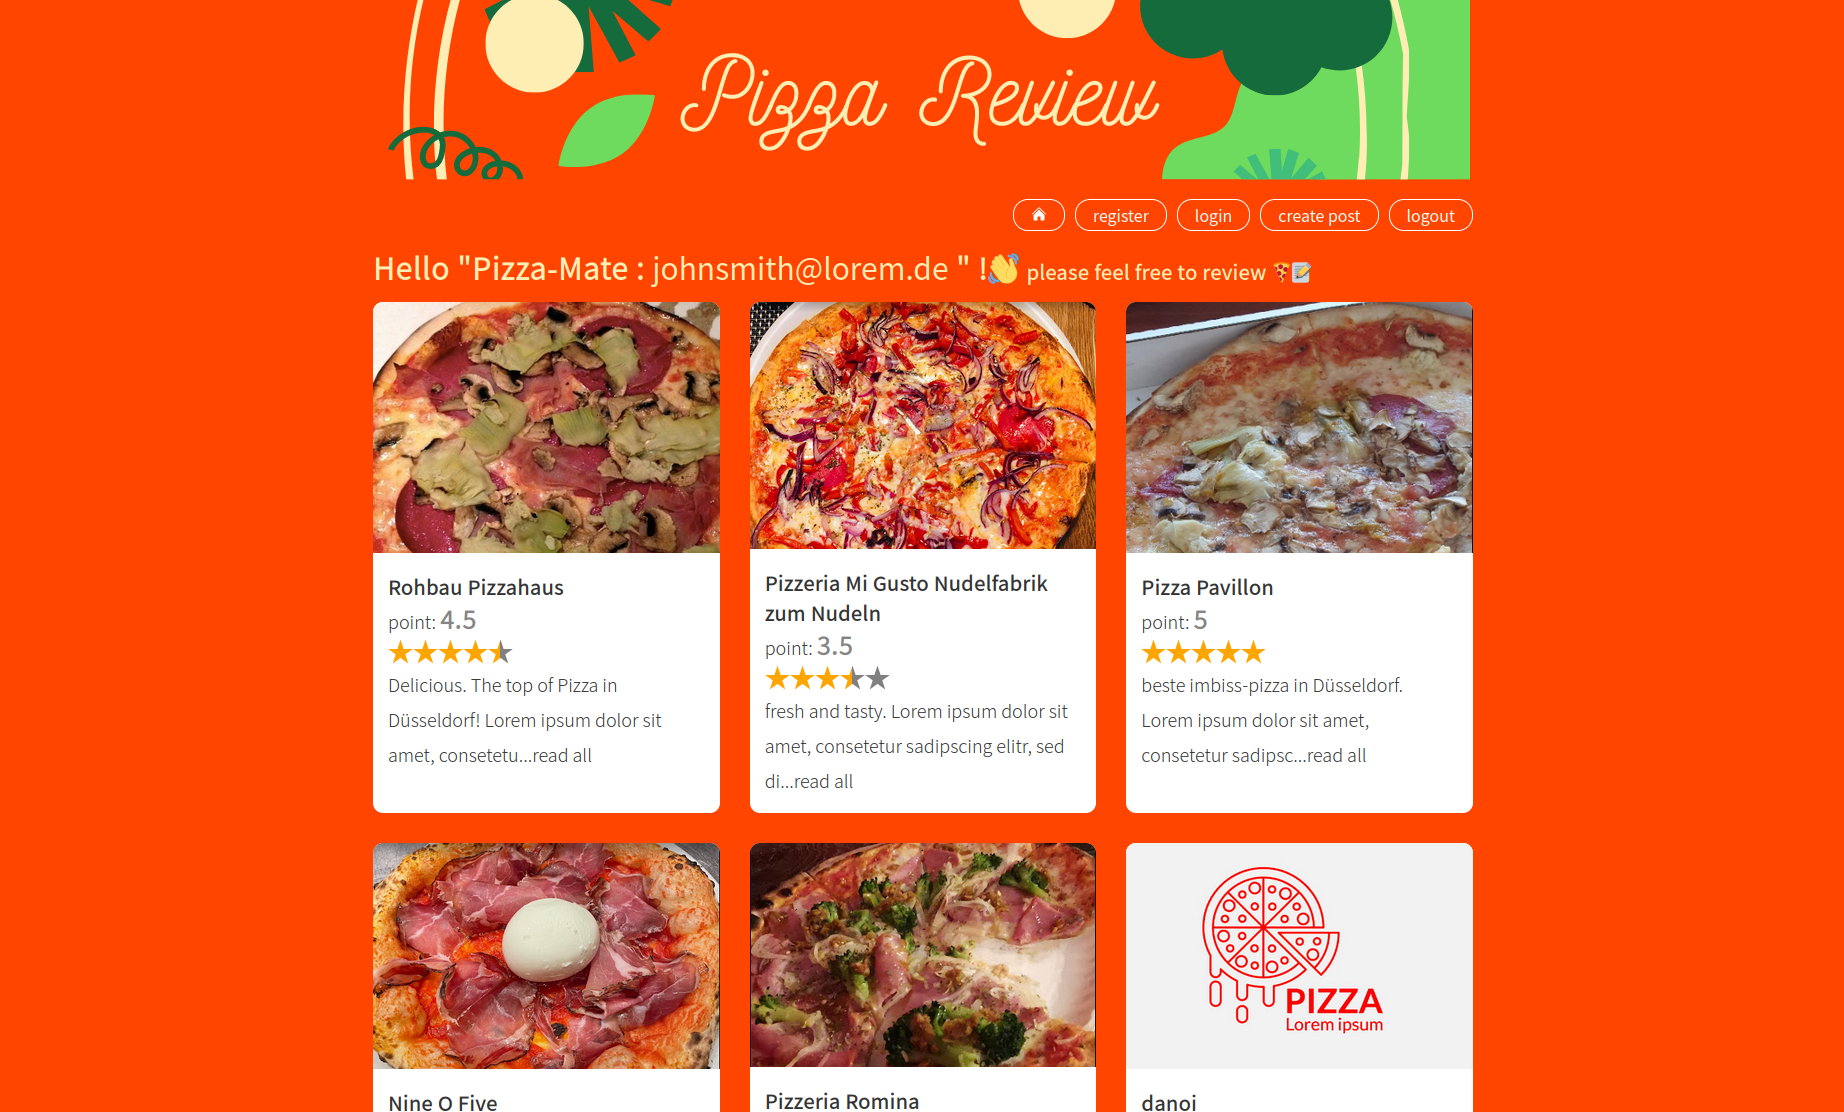 Pizza Review
register
login
create post
logout
Hello "Pizza-Mate : johnsmith@lorem.de " !👋 please feel free to review 🍕📝
Rohbau Pizzahaus
point: 4.5
Delicious. The top of Pizza in
Düsseldorf! Lorem ipsum dolor sit
amet, consetetu...read all
Pizzeria Mi Gusto Nudelfabrik
zum Nudeln
point: 3.5
fresh and tasty. Lorem ipsum dolor sit
amet, consetetur sadipscing elitr, sed
di...read all
Pizza Pavillon
point: 5
beste imbiss-pizza in Düsseldorf.
Lorem ipsum dolor sit amet,
consetetur sadipsc...read all
Nine O Five
Pizzeria Romina
PIZZA
Lorem ipsum
danoi